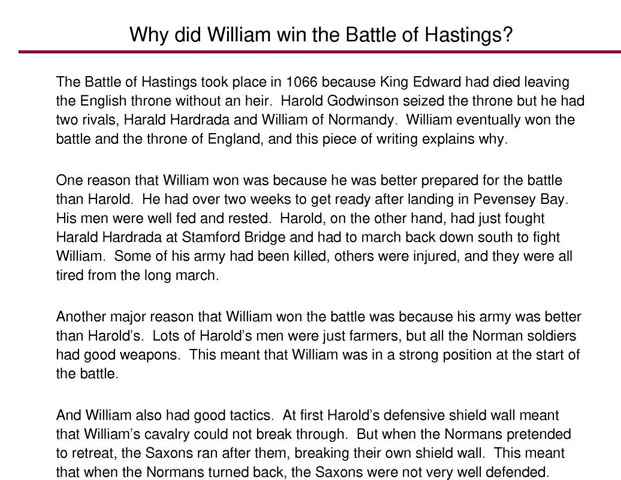 Why did William win the Battle of Hastings?
The Battle of Hastings took place in 1066 because King Edward had died leaving
the English throne without an heir.  Harold Godwinson seized the throne but he had
two rivals, Harald Hardrada and William of Normandy.  William eventually won the
battle and the throne of England, and this piece of writing explains why.
One reason that William won was because he was better prepared for the battle
than Harold.  He had over two weeks to get ready after landing in Pevensey Bay.
His men were well fed and rested.  Harold, on the other hand, had just fought
Harald Hardrada at Stamford Bridge and had to march back down south to fight
William.  Some of his army had been killed, others were injured, and they were all
tired from the long march.
Another major reason that William won the battle was because his army was better
than Harold’s.  Lots of Harold’s men were just farmers, but all the Norman soldiers
had good weapons.  This meant that William was in a strong position at the start of
the battle.
And William also had good tactics.  At first Harold’s defensive shield wall meant
that William’s cavalry could not break through.  But when the Normans pretended
to retreat, the Saxons ran after them, breaking their own shield wall.  This meant
that when the Normans turned back, the Saxons were not very well defended.